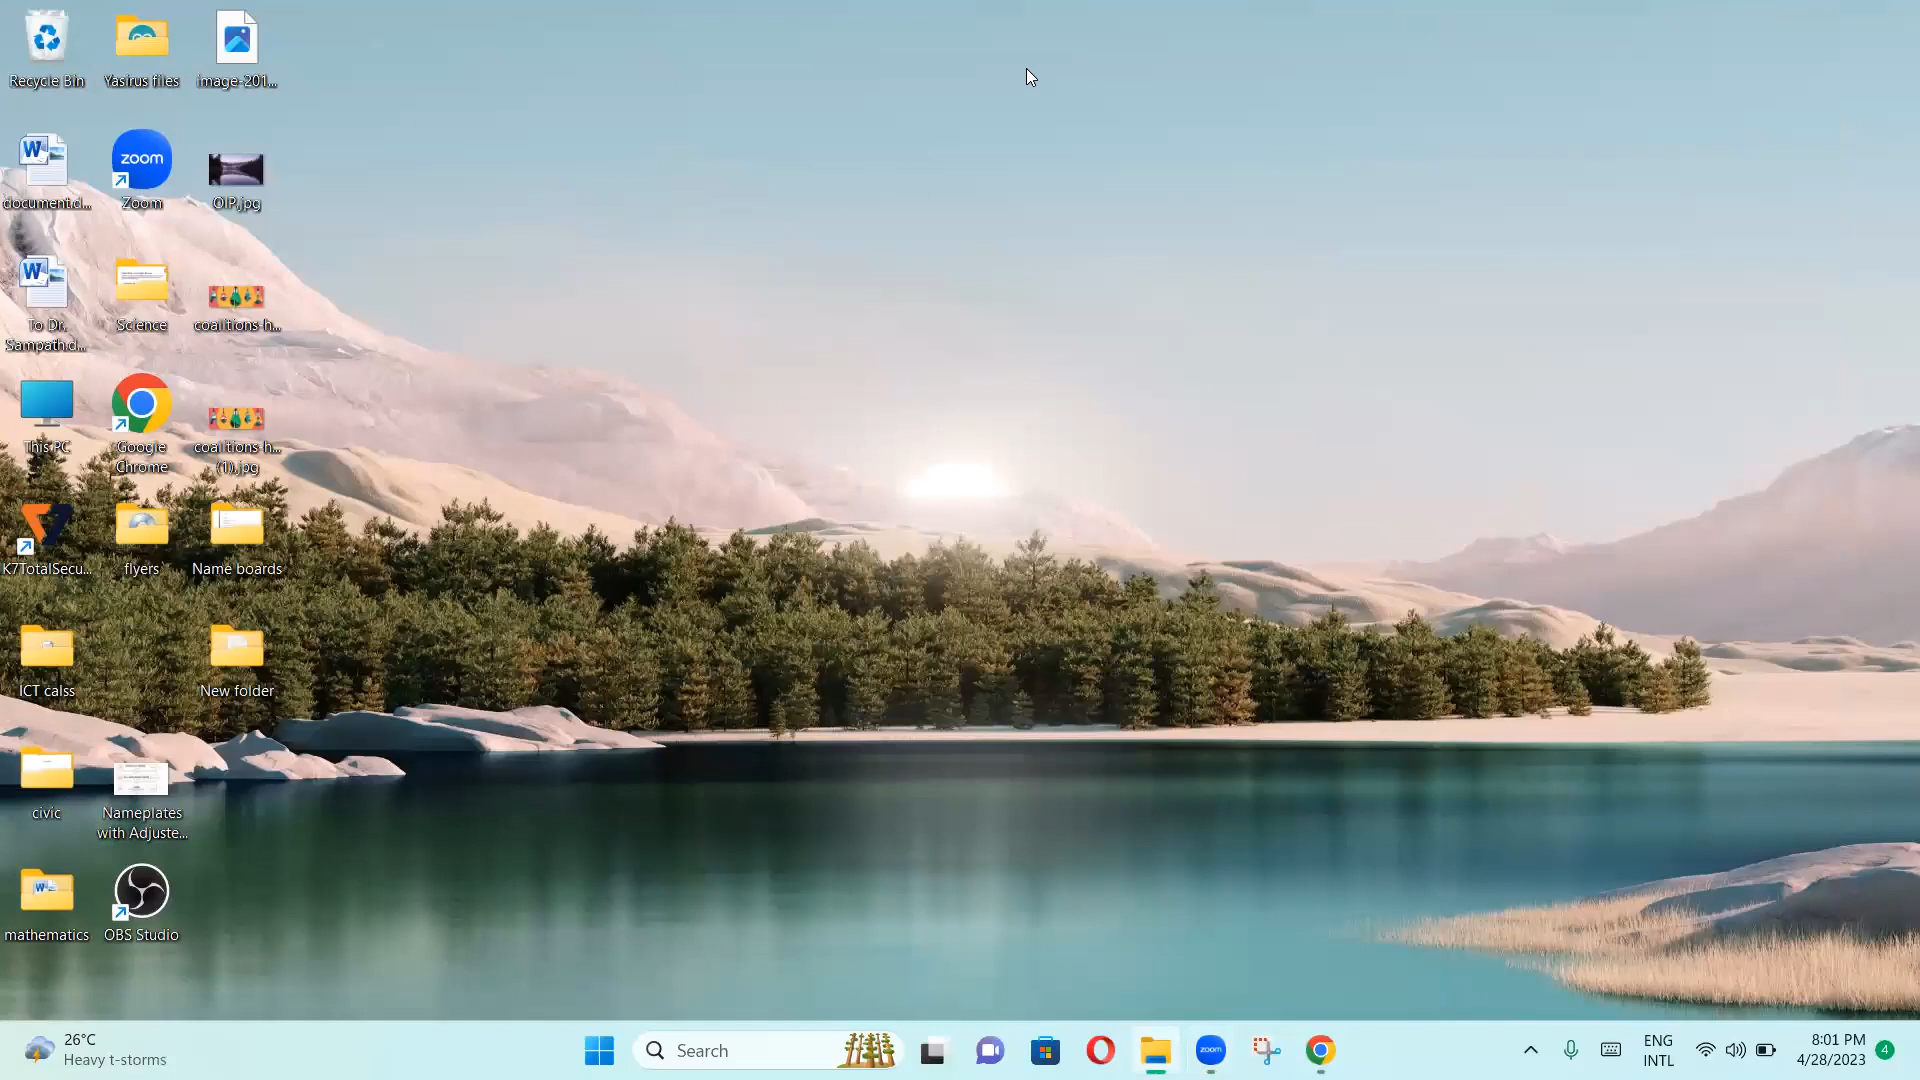 Recycle Bin
Yasirus files
image-201...
document.d...
zoom
Zoom
OIP.jpg
To Dr.
Sampath.d...
Science
coalitions-h...
This PC
Google
Chrome
coalitions-h...
(1).jpg
K7TotalSecu...
flyers
Name boards
ICT calss
New folder
civic
Nameplates
with Adjuste...
mathematics
OBS Studio
26°C
Heavy t-storms
Search
zoom
ENG
INTL
8:01 PM
4/28/2023
4